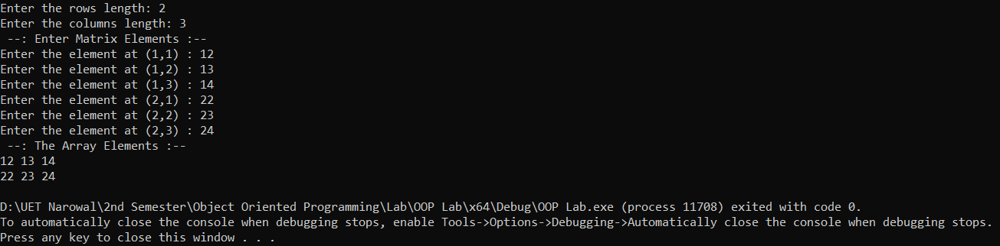 Enter the rows length: 2
Enter the columns length: 3
 --: Enter Matrix Elements :--
Enter the element at (1,1) : 12
Enter the element at (1,2) : 13
Enter the element at (1,3) : 14
Enter the element at (2,1) : 22
Enter the element at (2,2) : 23
Enter the element at (2,3) : 24
 --: The Array Elements :--
12 13 14
22 23 24
D:\UET Narowal\2nd Semester\Object Oriented Programming\Lab\OOP Lab\x64\Debug\OOP Lab.exe (process 11708) exited with code 0.
To automatically close the console when debugging stops, enable Tools->Options->Debugging->Automatically close the console when debugging stops.
Press any key to close this window . . .